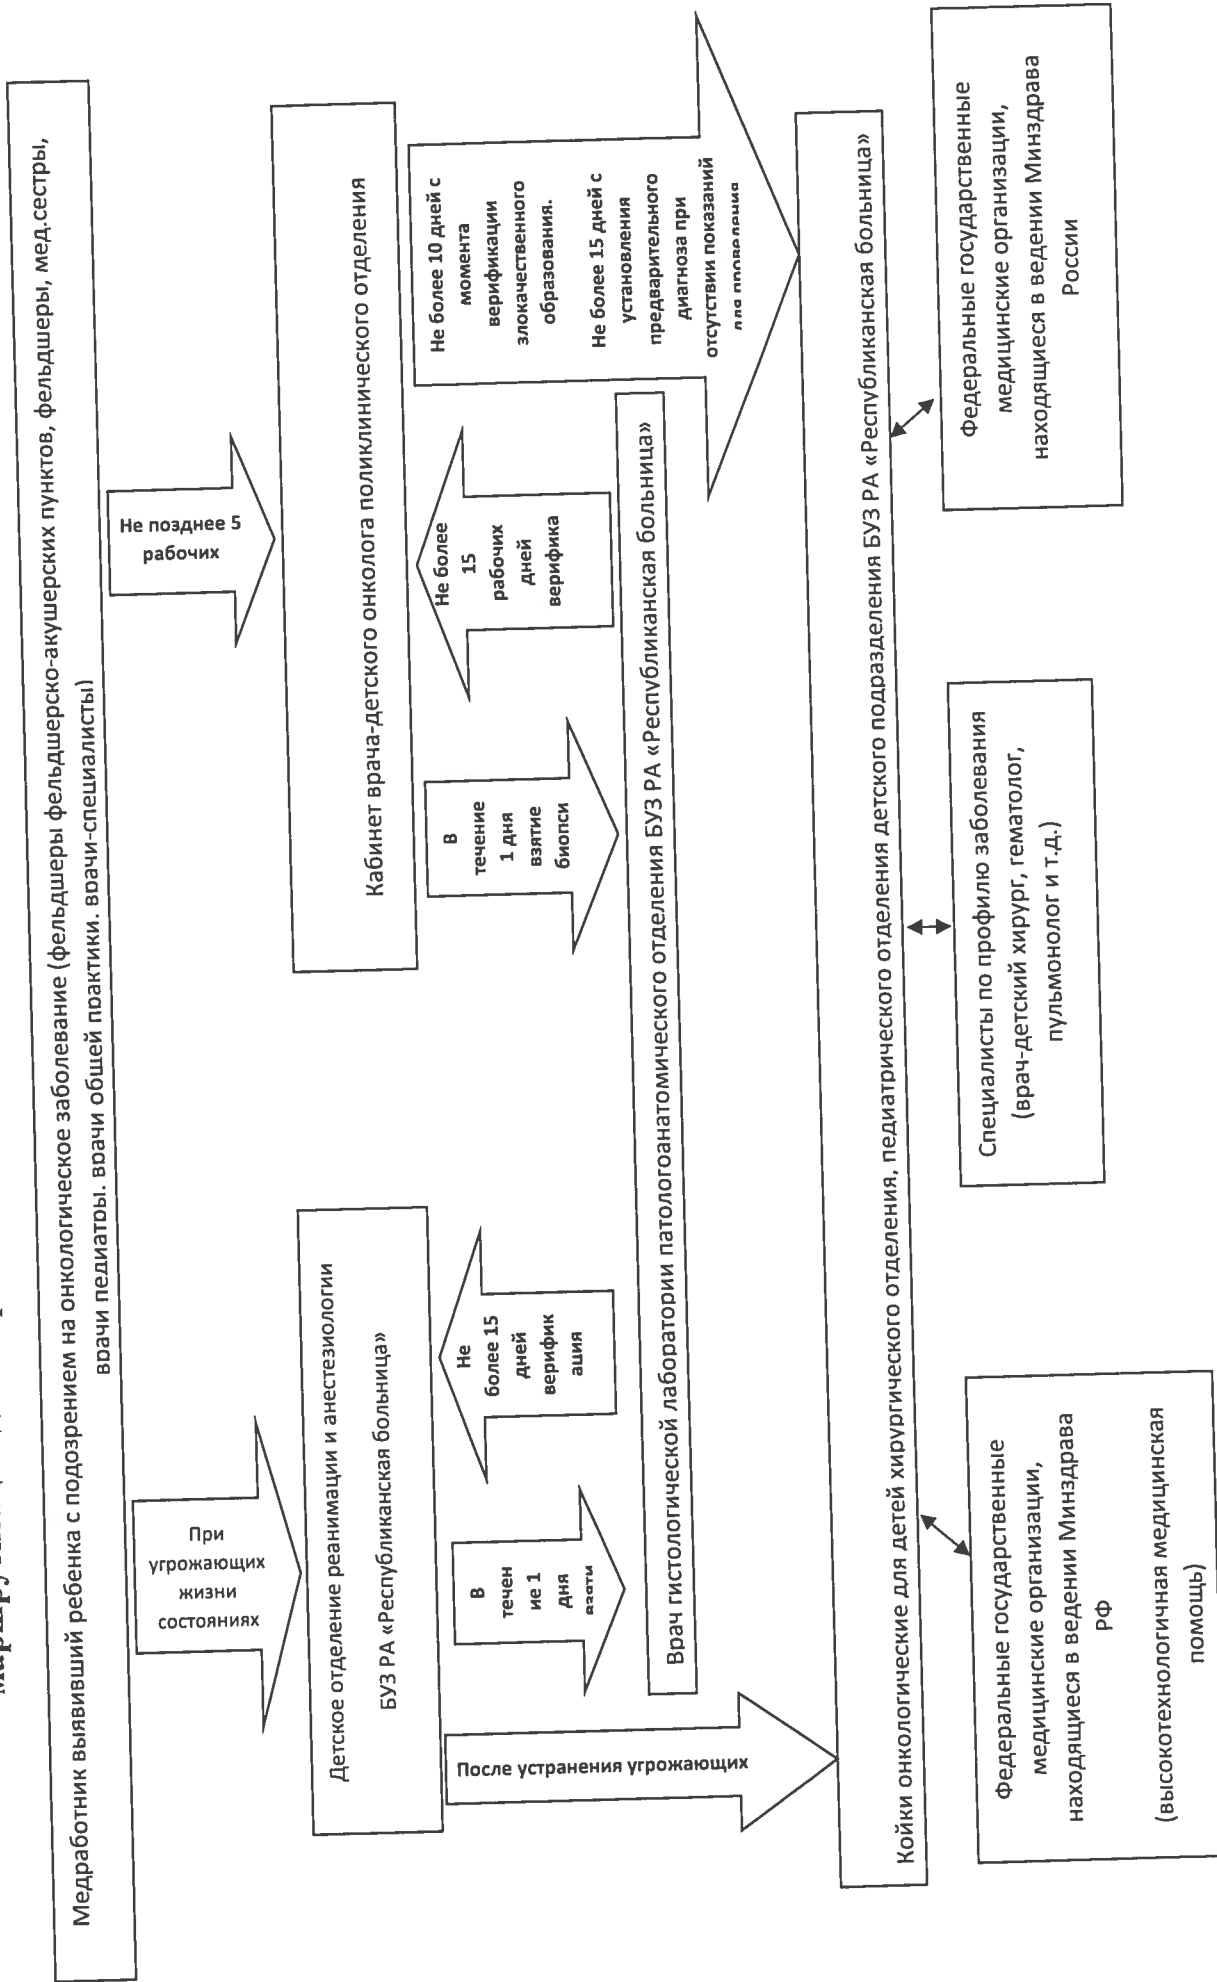 Медработник выявивший ребенка с подозрением на онкологическое заболевание (фельдшеры фельдшерско-акушерских пунктов, фельдшеры, мед.сестры,
врачи педиатры. врачи общей практики. врачи-специалисты)
При
угрожающих
жизни
состояниях
Не позднее 5
рабочих
Детское отделение реанимации и анестезиологии
БУЗ РА «Республиканская больница»
Кабинет врача-детского онколога поликлинического отделения
В
течен
ие 1
дня
Не
более 15
дней
верифик
ация
В
течение
1 дня
взятие
биопси
Не более
15
рабочих
дней
верифика
Не более 10 дней с
момента
верификации
злокачественного
образования.
Не более 15 дней с
установления
предварительного
диагноза при
отсутствии показаний
После устранения угрожающих
Врач гистологической лаборатории патологоанатомического отделения БУЗ РА «Республиканская больница»
Койки онкологические для детей хирургического отделения, педиатрического отделения детского подразделения БУЗ РА «Республиканская больница»
Федеральные государственные
медицинские организации,
находящиеся в ведении Минздрава
РФ
(высокотехнологичная медицинская
помощь)
Специалисты по профилю заболевания
(врач-детский хирург, гематолог,
пульмонолог и т.д.)
Федеральные государственные
медицинские организации,
находящиеся в ведении Минздрава
России